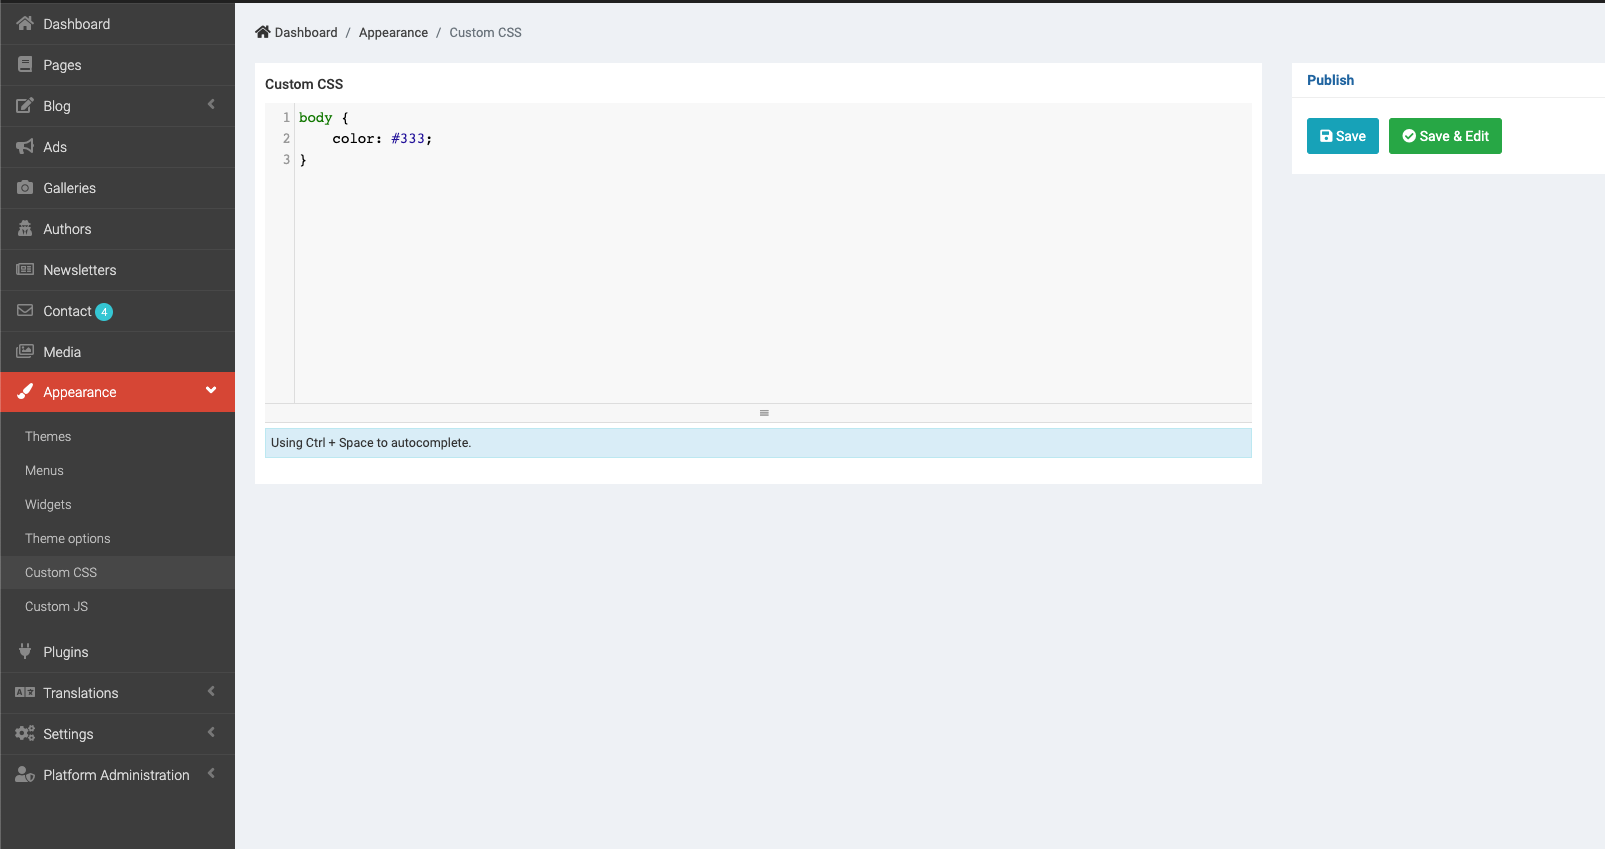 Dashboard
Pages
Blog
Ads
Galleries
Authors
Newsletters
Contact 4
Media
Appearance
Themes
Menus
Widgets
Theme options
Custom CSS
Custom JS
Plugins
Translations
Settings
Platform Administration
Dashboard / Appearance / Custom CSS
Custom CSS
1 body {
2     color: #333;
3 }
Using Ctrl + Space to autocomplete.
Publish
Save Save & Edit